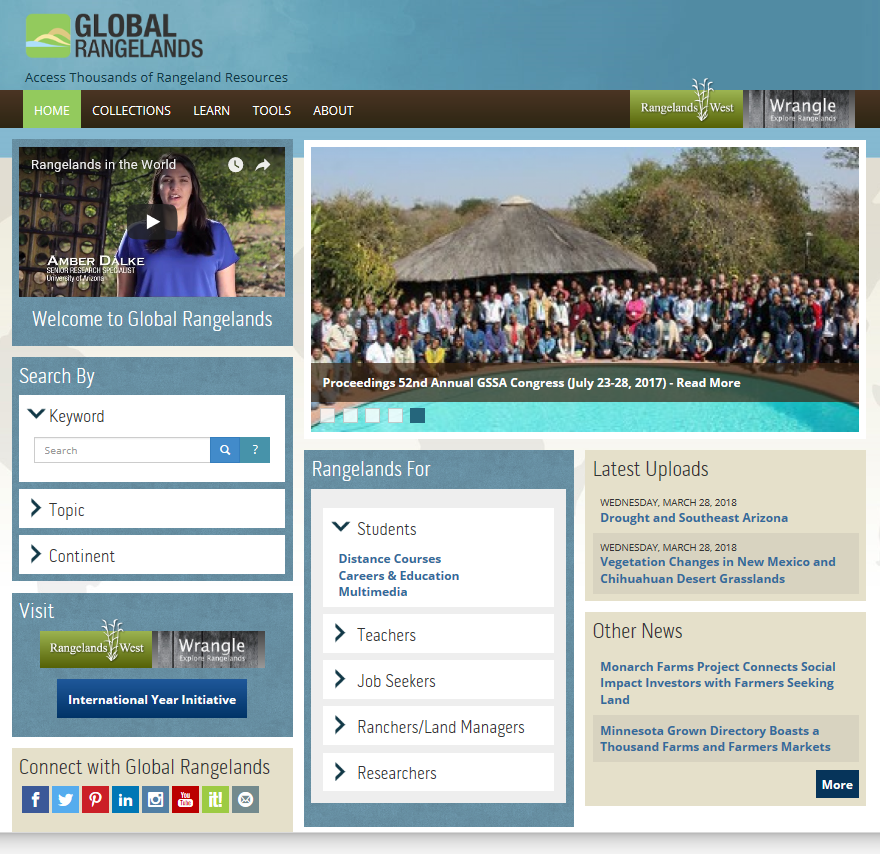 GLOBAL
RANGELANDS
Access Thousands of Rangeland Resources
HOME COLLECTIONS LEARN TOOLS ABOUT
Rangelands West Wrangle
Explore Rangelands
Rangelands in the World
AMBER DALKE
SENIOR RESEARCH SPECIALIST
University of Arizona
Welcome to Global Rangelands
Search By
Keyword
Search ?
Topic
Continent
Visit
Rangelands West Wrangle
Explore Rangelands
International Year Initiative
Connect with Global Rangelands
f in You Tube it!
Proceedings 52nd Annual GSSA Congress (July 23-28, 2017) - Read More
Rangelands For
Students
Distance Courses
Careers & Education
Multimedia
Teachers
Job Seekers
Ranchers/Land Managers
Researchers
Latest Uploads
WEDNESDAY, MARCH 28, 2018
Drought and Southeast Arizona
WEDNESDAY, MARCH 28, 2018
Vegetation Changes in New Mexico and
Chihuahuan Desert Grasslands
Other News
Monarch Farms Project Connects Social
Impact Investors with Farmers Seeking
Land
Minnesota Grown Directory Boasts a
Thousand Farms and Farmers Markets
More